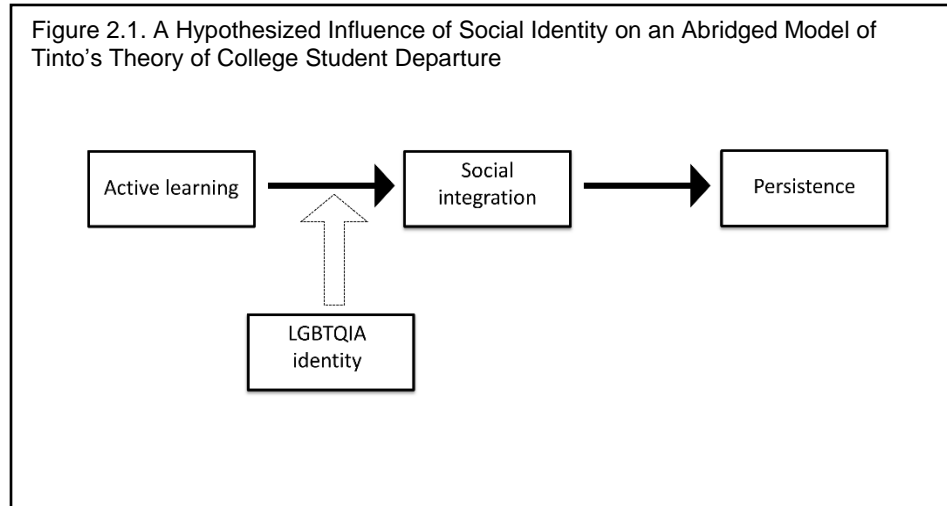 Figure 2.1. A Hypothesized Influence of Social Identity on an Abridged Model of
Tinto’s Theory of College Student Departure
Active learning
Social
integration
Persistence
LGBTQIA
identity